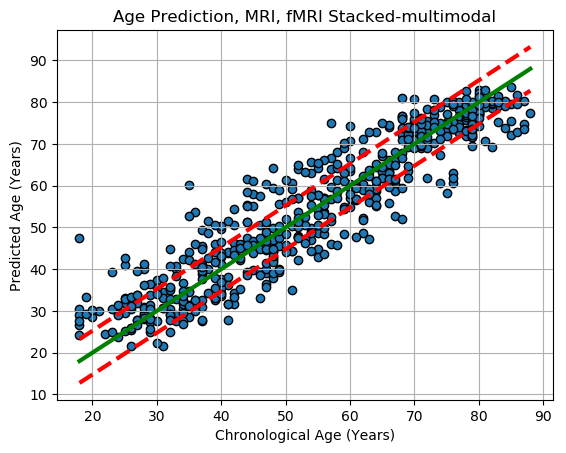 Age Prediction, MRI, fMRI Stacked-multimodal
90
80
70
60
50
40
30
20
10
Predicted Age (Years)
20 30 40 50 60 70 80 90
Chronological Age (Years)